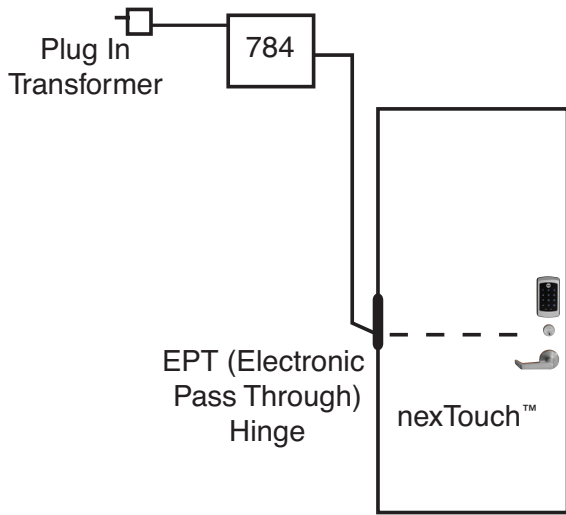 Plug In
Transformer
784
EPT (Electronic
Pass Through)
Hinge
nexTouch™